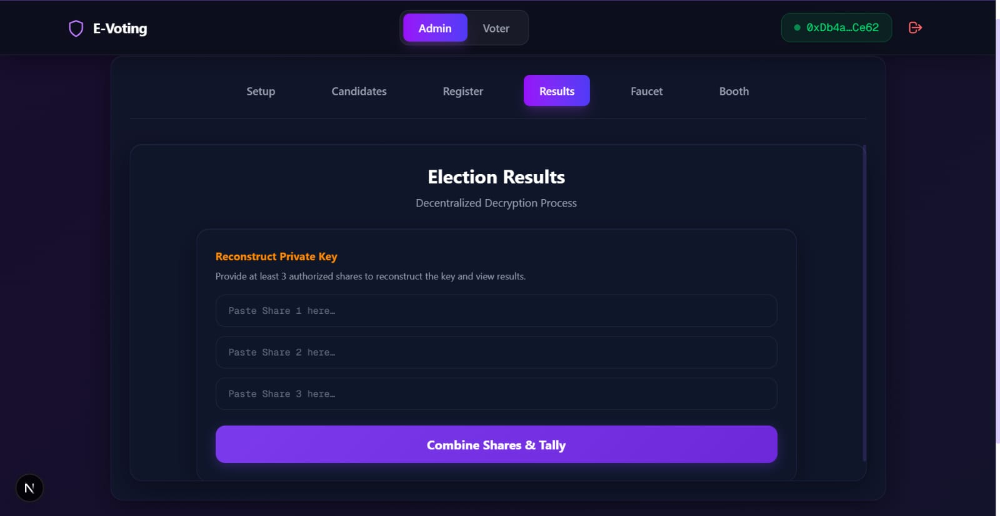 E-Voting
Admin
Voter
0xDb4a…Ce62
Setup
Candidates
Register
Results
Faucet
Booth
Election Results
Decentralized Decryption Process
Reconstruct Private Key
Provide at least 3 authorized shares to reconstruct the key and view results.
Paste Share 1 here…
Paste Share 2 here…
Paste Share 3 here…
Combine Shares & Tally
N